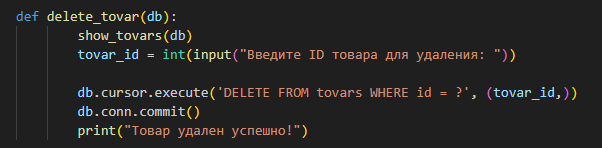 def delete_tovar(db):
        show_tovars(db)
        tovar_id = int(input("Введите ID товара для удаления: "))

        db.cursor.execute('DELETE FROM tovars WHERE id = ?', (tovar_id,))
        db.conn.commit()
        print("Товар удален успешно!")